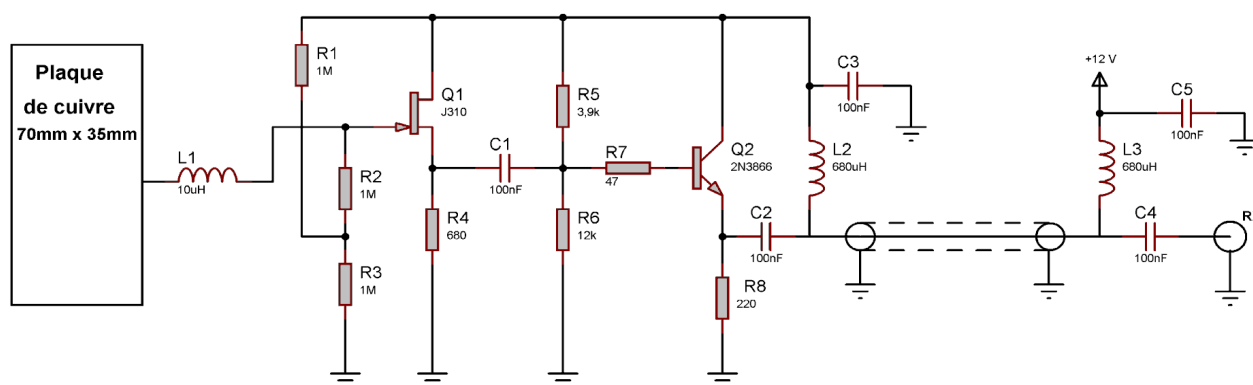 Plaque
de cuivre
70mm x 35mm
L1
10uH
R1
1M
R2
1M
R3
1M
Q1
J310
R4
680
C1
100nF
R5
3,9k
R6
12k
R7
47
Q2
2N3866
C2
100nF
R8
220
C3
100nF
L2
680uH
+12 V
C5
100nF
L3
680uH
C4
100nF
R